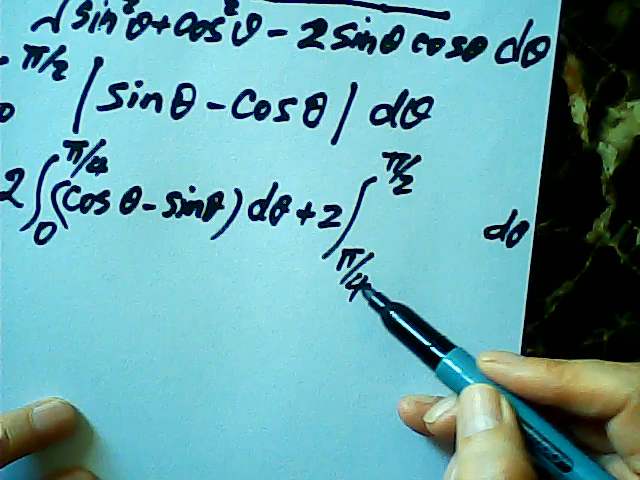 √sin²θ+cos²θ - 2sinθ cosθ dθ
π/2 |sinθ - cosθ| dθ
2∫₀^π/4 (cosθ - sinθ) dθ + 2∫_π/4^π/2 dθ